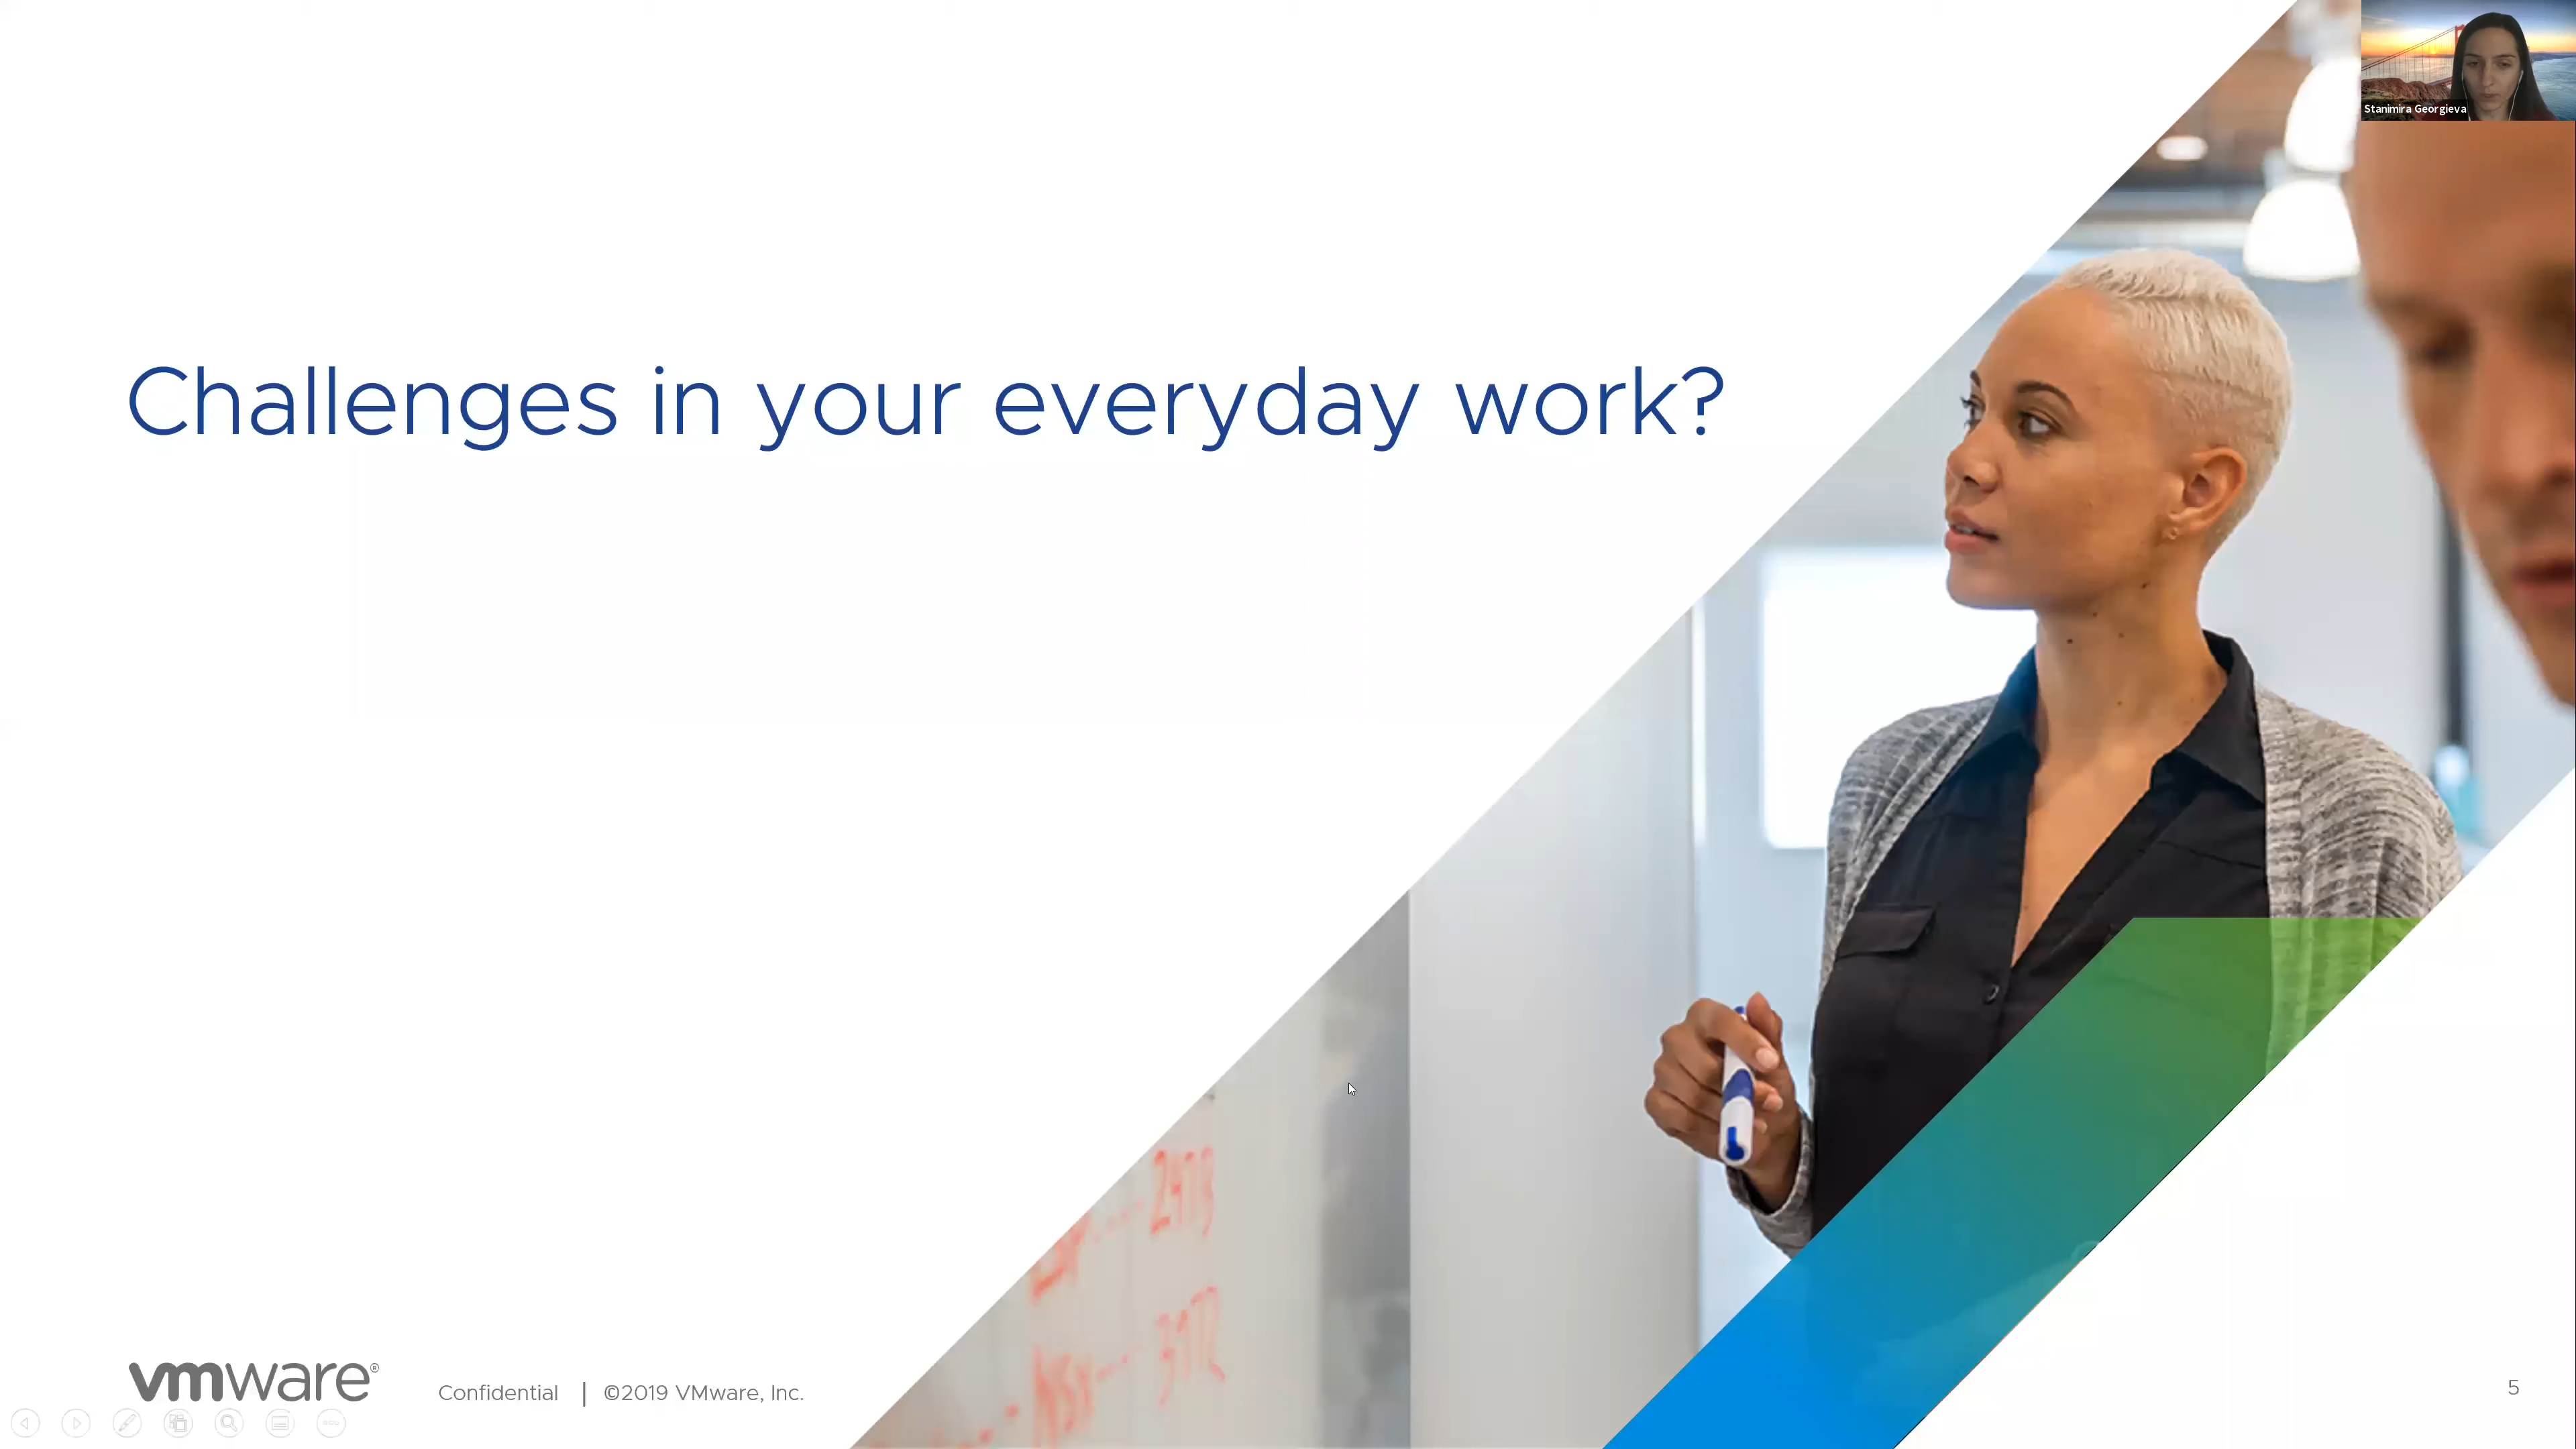 Stanimira Georgieva
Challenges in your everyday work?
vmware®
Confidential | ©2019 VMware, Inc.
5